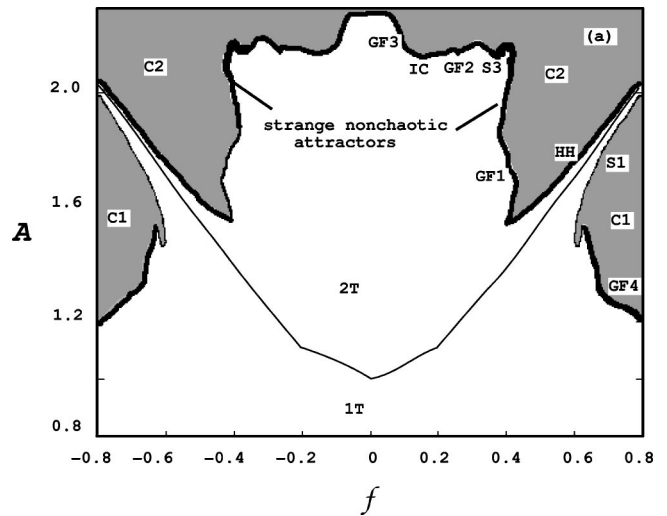 (a)
GF3
C2
IC
GF2
S3
C2
2.0
strange nonchaotic
attractors
HH
S1
GF1
1.6
C1
C1
A
2T
GF4
1.2
1T
0.8
-0.8
-0.6
-0.4
-0.2
0
0.2
0.4
0.6
0.8
f